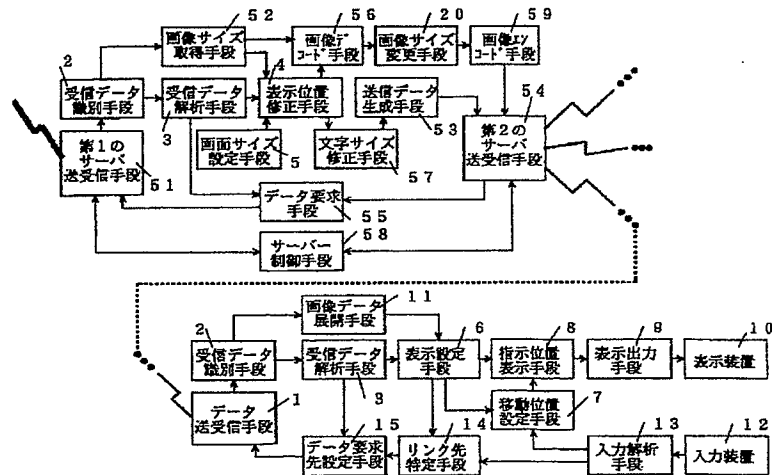 52
56
20
59
画像サイズ
取得手段
画像デ
コード手段
画像サイズ
変更手段
画像エン
コード手段
2
4
54
受信データ
識別手段
受信データ
解析手段
表示位置
修正手段
送信データ
生成手段
3
53
第1の
サーバ
送受信手段
画面サイズ
設定手段
5
文字サイズ
修正手段
第2の
サーバ
送受信手段
51
57
データ要求
手段
55
58
サーバー
制御手段
11
画像データ
展開手段
2
6
8
9
10
受信データ
識別手段
受信データ
解析手段
表示設定
手段
指示位置
表示手段
表示出力
手段
表示装置
1
3
移動位置
設定手段
7
データ
送受信手段
15
14
13
12
データ要求
先設定手段
リンク先
特定手段
入力解析
手段
入力装置